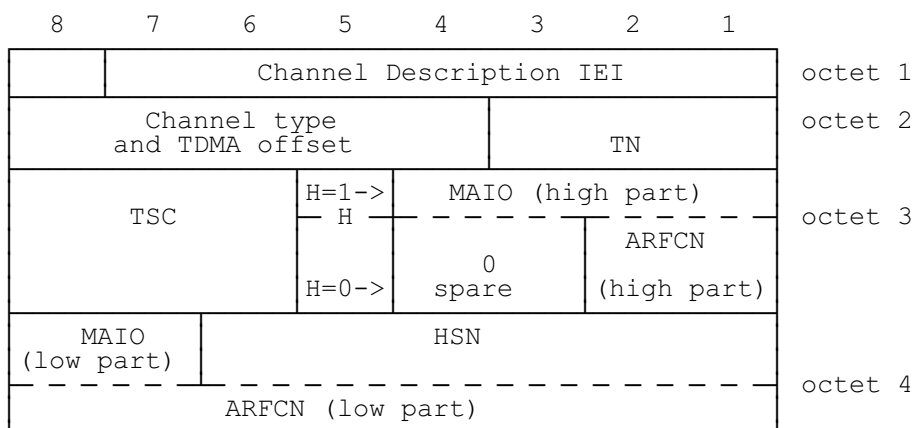 8 7 6 5 4 3 2 1
Channel Description IEI octet 1
Channel type octet 2
and TDMA offset TN
H=1-> MAIO (high part)
TSC H octet 3
ARFCN
0
H=0-> spare (high part)
MAIO HSN
(low part)
octet 4
ARFCN (low part)